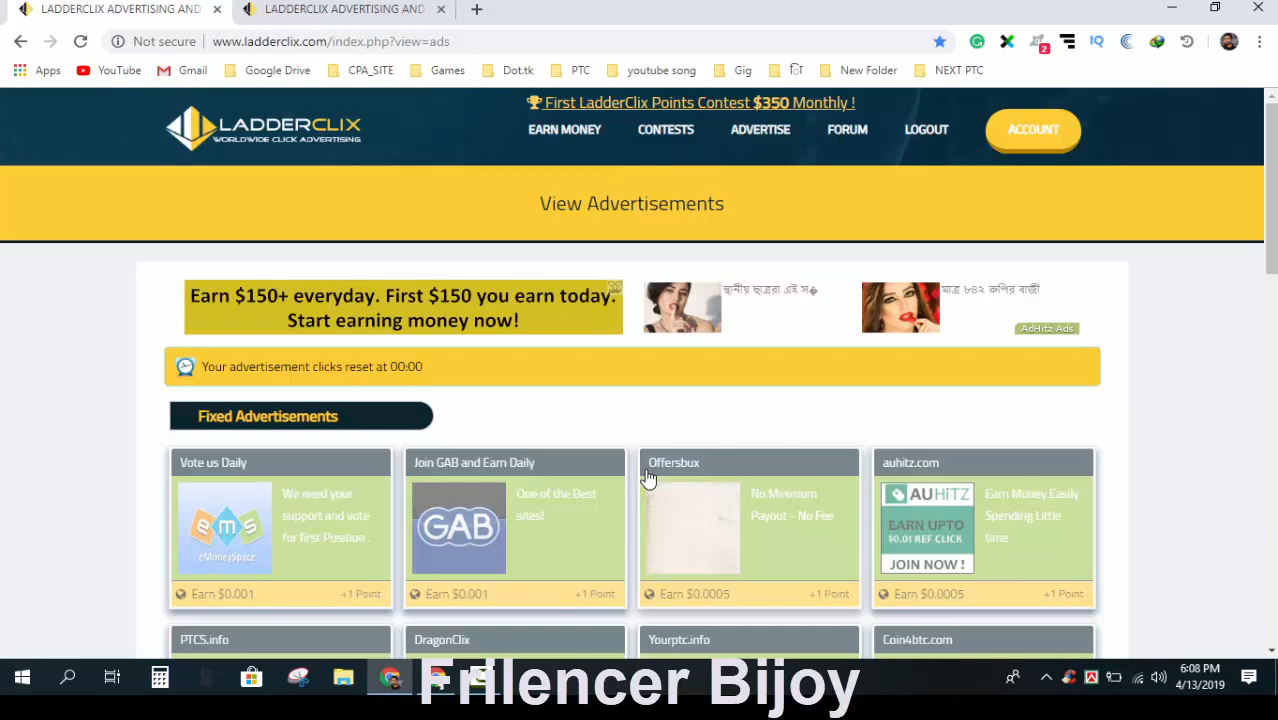 LADDERCLIX ADVERTISING AND
LADDERCLIX ADVERTISING AND
Not secure
www.ladderclix.com/index.php?view=ads
2
IQ
Apps
YouTube
Gmail
Google Drive
CPA_SITE
Games
Dot.tk
PTC
youtube song
Gig
New Folder
NEXT PTC
First LadderClix Points Contest $350 Monthly !
LADDERCLIX
WORLDWIDE CLICK ADVERTISING
EARN MONEY
CONTESTS
ADVERTISE
FORUM
LOGOUT
ACCOUNT
View Advertisements
Earn $150+ everyday. First $150 you earn today.
Start earning money now!
স্থানীয় ছাত্ররা এই স�
মাত্র ৮৪২ রুপির বাজী
AdHitz Ads
Your advertisement clicks reset at 00:00
Fixed Advertisements
Vote us Daily
Join GAB and Earn Daily
Offersbux
auhitz.com
We need your
support and vote
for first Position .
eMoneySpace
One of the Best
sites!
GAB
No Minimum
Payout - No Fee
AUHiTZ
EARN UPTO
$0.01 REF CLICK
JOIN NOW !
Earn Money Easily
Spending Little
time
Earn $0.001
+1 Point
Earn $0.001
+1 Point
Earn $0.0005
+1 Point
Earn $0.0005
+1 Point
PTCS.info
DragonClix
Yourptc.info
Coin4btc.com
Frilencer Bijoy
6:08 PM
4/13/2019